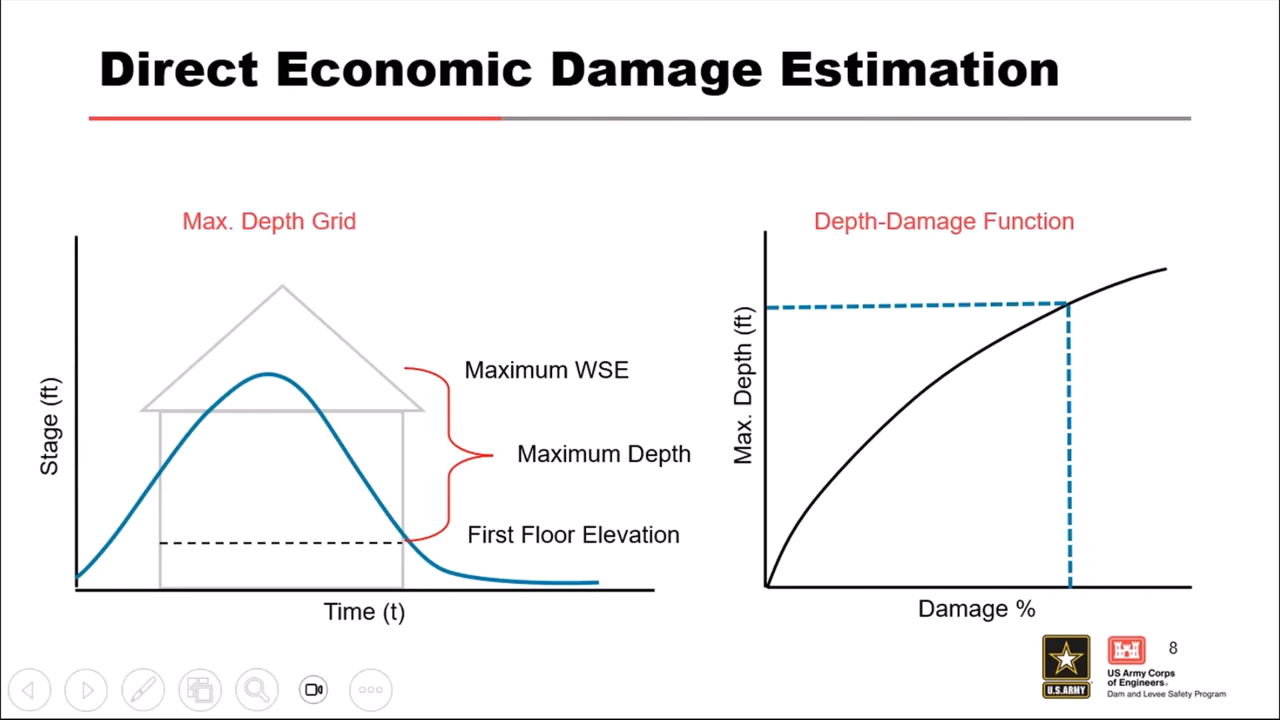 Direct Economic Damage Estimation
Max. Depth Grid
Stage (ft)
Maximum WSE
Maximum Depth
First Floor Elevation
Time (t)
Depth-Damage Function
Max. Depth (ft)
Damage %
U.S.ARMY
US Army Corps
of Engineers®
Dam and Levee Safety Program
8